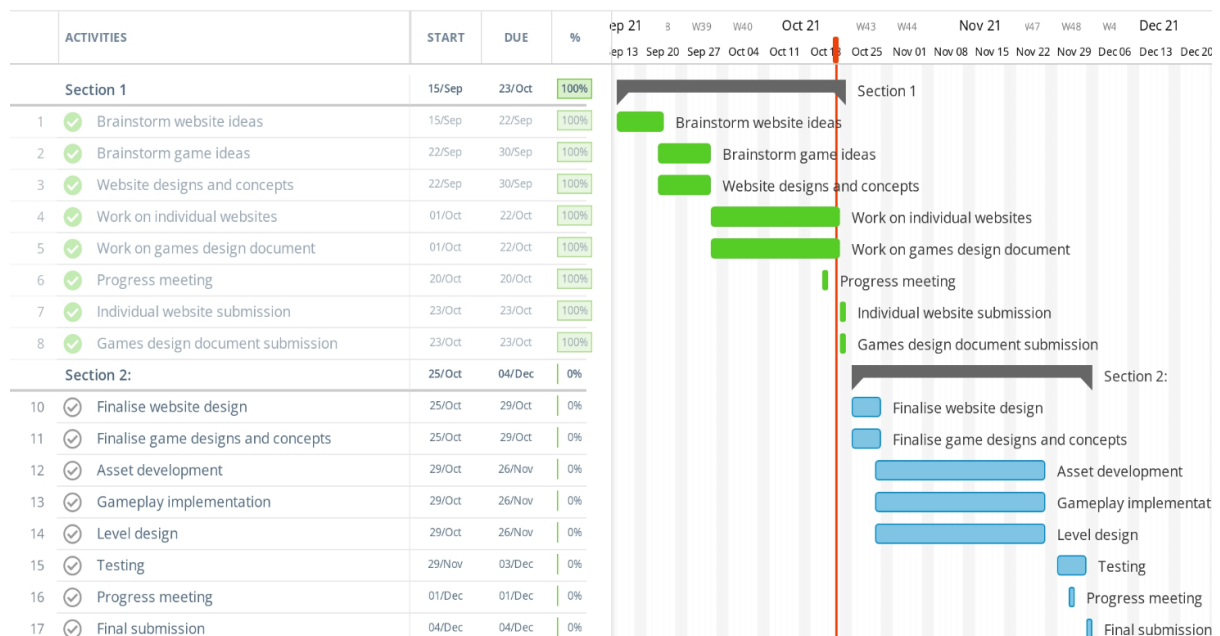 ep 21 W39 W40 Oct 21 W43 W44 Nov 21 W48 W4 Dec 21
ACTIVITIES START DUE %
ep 13 Sep 20 Sep 27 Oct 04 Oct 11 Oct Oct 25 Nov 01 Nov 08 Nov 15 Nov 22 Nov 29 Dec 06 Dec 13 Dec 20
Section 1 15/Sep 23/Oct 100% Section 1
1 Brainstorm website ideas 15/Sep 22/Sep 100% Brainstorm website ideas
2 Brainstorm game ideas 22/Sep 30/Sep 100% Brainstorm game ideas
3 Website designs and concepts 22/Sep 30/Sep 100% Website designs and concepts
4 Work on individual websites 01/Oct 22/Oct 100% Work on individual websites
5 Work on games design document 01/Oct 22/Oct 100% Work on games design document
6 Progress meeting 20/Oct 20/Oct 100% Progress meeting
7 Individual website submission 23/Oct 23/Oct 100% Individual website submission
8 Games design document submission 23/Oct 23/Oct 100% Games design document submission
Section 2: 25/Oct 04/Dec 0% Section 2:
10 Finalise website design 25/Oct 29/Oct 0% Finalise website design
11 Finalise game designs and concepts 25/Oct 29/Oct 0% Finalise game designs and concepts
12 Asset development 29/Oct 26/Nov 0% Asset development
13 Gameplay implementation 29/Oct 26/Nov 0% Gameplay implementat
14 Level design 29/Oct 26/Nov 0% Level design
15 Testing 29/Nov 03/Dec 0% Testing
16 Progress meeting 01/Dec 01/Dec 0% Progress meeting
17 Final submission 04/Dec 04/Dec 0% Final submission